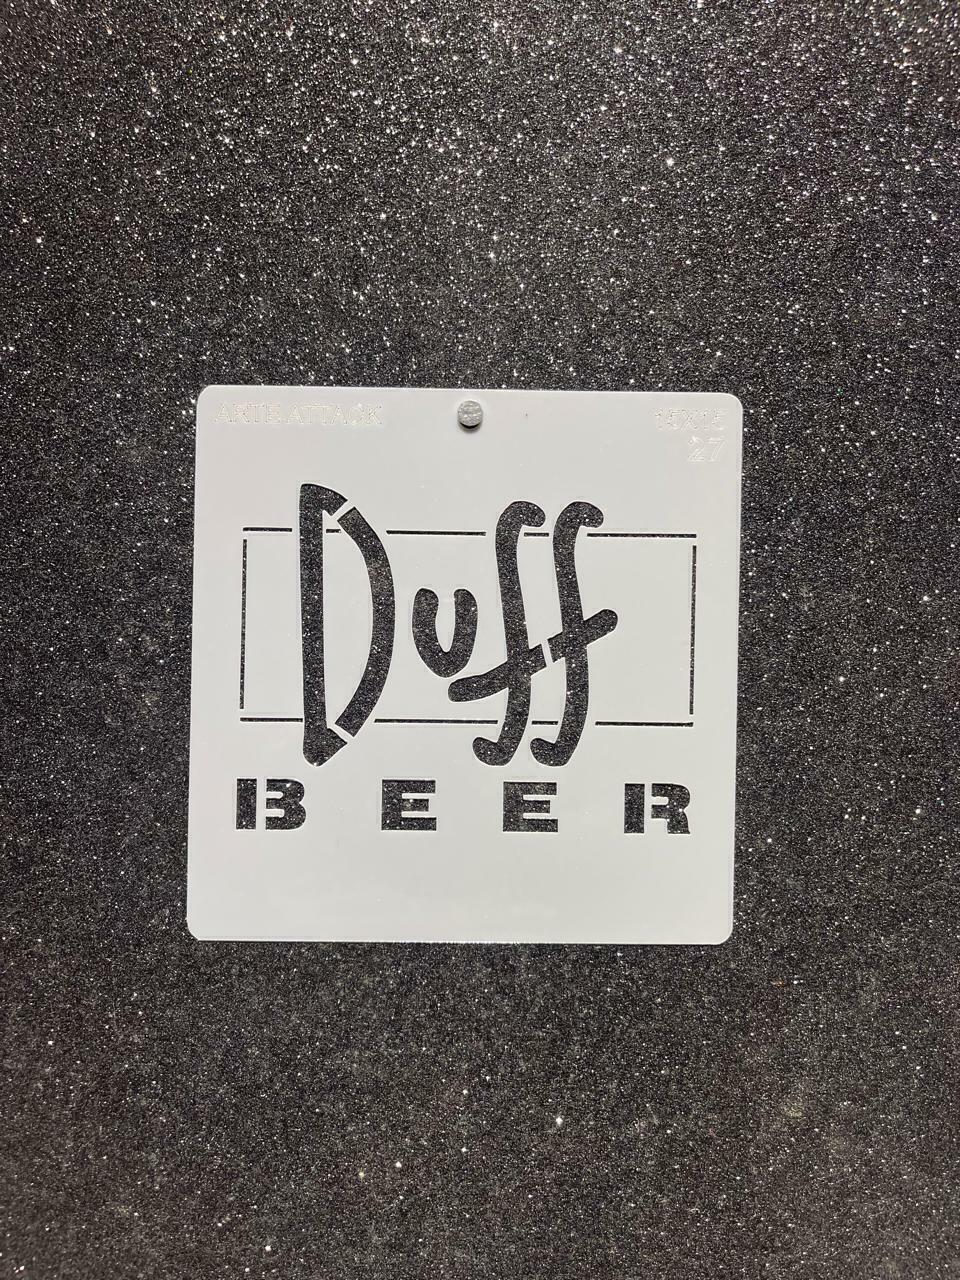 ARTE ATTACK
15X15
27
Duff
BEER